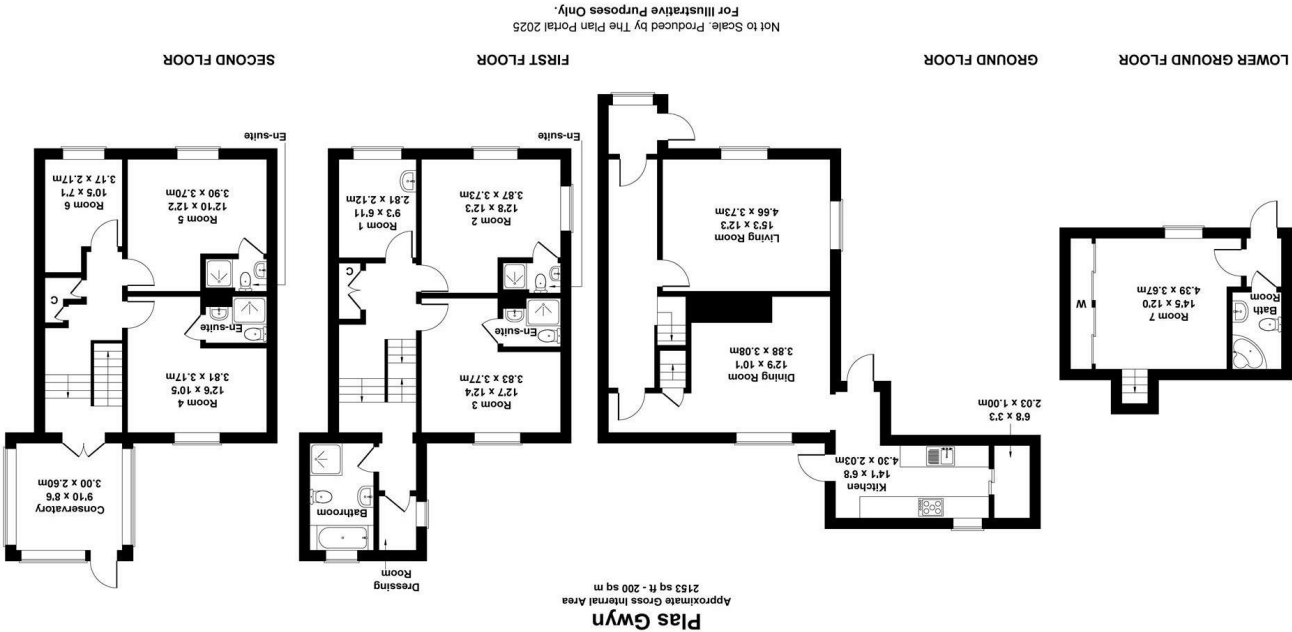 Plas Gwyn
Approximate Gross Internal Area
2153 sq ft - 200 sq m
6'8 x 3'3
2.03 x 1.00m
Kitchen
14'1 x 6'8
4.30 x 2.03m
Dining Room
12'9 x 10'1
3.88 x 3.08m
Living Room
15'3 x 12'3
4.66 x 3.73m
Bath
Room
Room 7
14'5 x 12'0
4.39 x 3.67m
W
Dressing
Room
Bathroom
Room 3
12'7 x 12'4
3.83 x 3.77m
En-suite
C
Room 2
12'8 x 12'3
3.87 x 3.73m
Room 1
9'3 x 6'11
2.81 x 2.12m
En-suite
Conservatory
9'10 x 8'6
3.00 x 2.60m
Room 4
12'6 x 10'5
3.81 x 3.17m
En-suite
C
Room 5
12'10 x 12'2
3.90 x 3.70m
Room 6
10'5 x 7'1
3.17 x 2.17m
En-suite
LOWER GROUND FLOOR
GROUND FLOOR
FIRST FLOOR
SECOND FLOOR
Not to Scale. Produced by The Plan Portal 2025
For Illustrative Purposes Only.